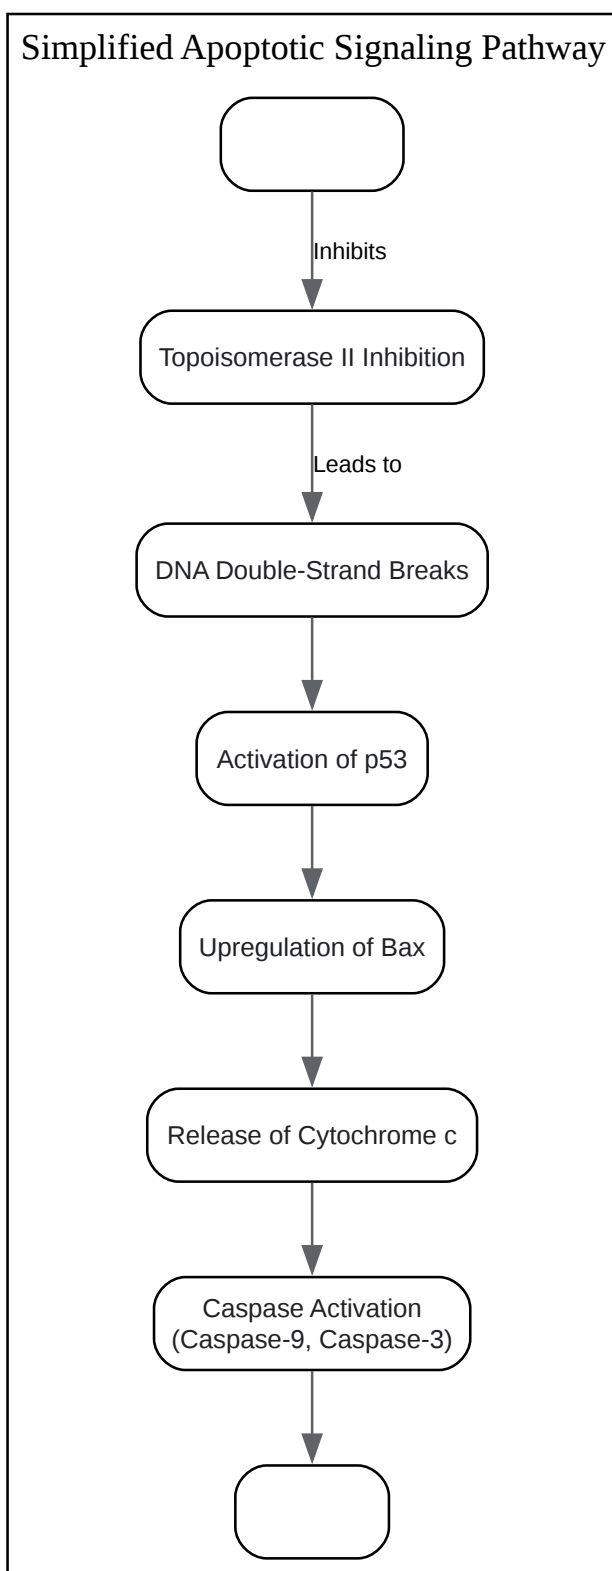 Simplified Apoptotic Signaling Pathway
Inhibits
Topoisomerase II Inhibition
Leads to
DNA Double-Strand Breaks
Activation of p53
Upregulation of Bax
Release of Cytochrome c
Caspase Activation
(Caspase-9, Caspase-3)